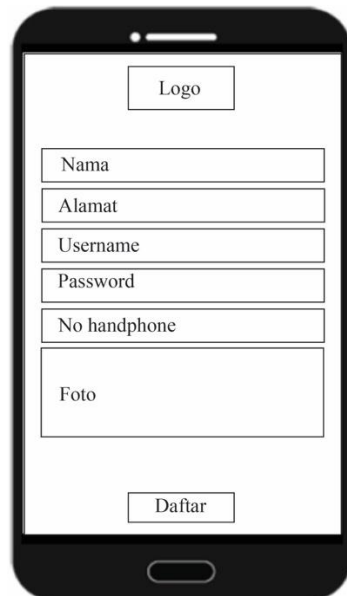 Logo
Nama
Alamat
Username
Password
No handphone
Foto
Daftar